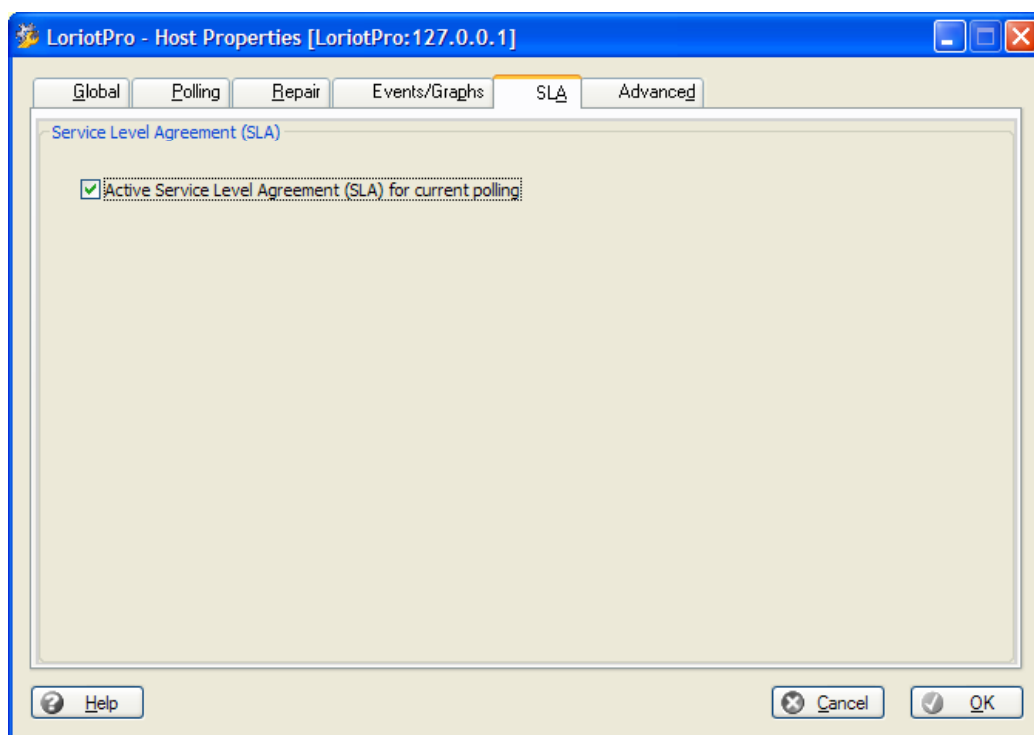 LoriotPro - Host Properties [LoriotPro:127.0.0.1]
Global Polling Repair Events/Graphs SLA Advanced
Service Level Agreement (SLA)
Active Service Level Agreement (SLA) for current polling
Help Cancel OK